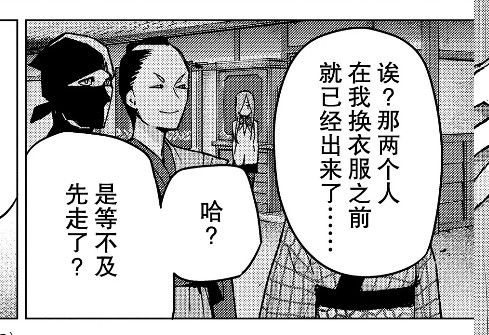 诶？那两个人
在我换衣服之前
就已经出来了……
哈？
是等不及
先走了？